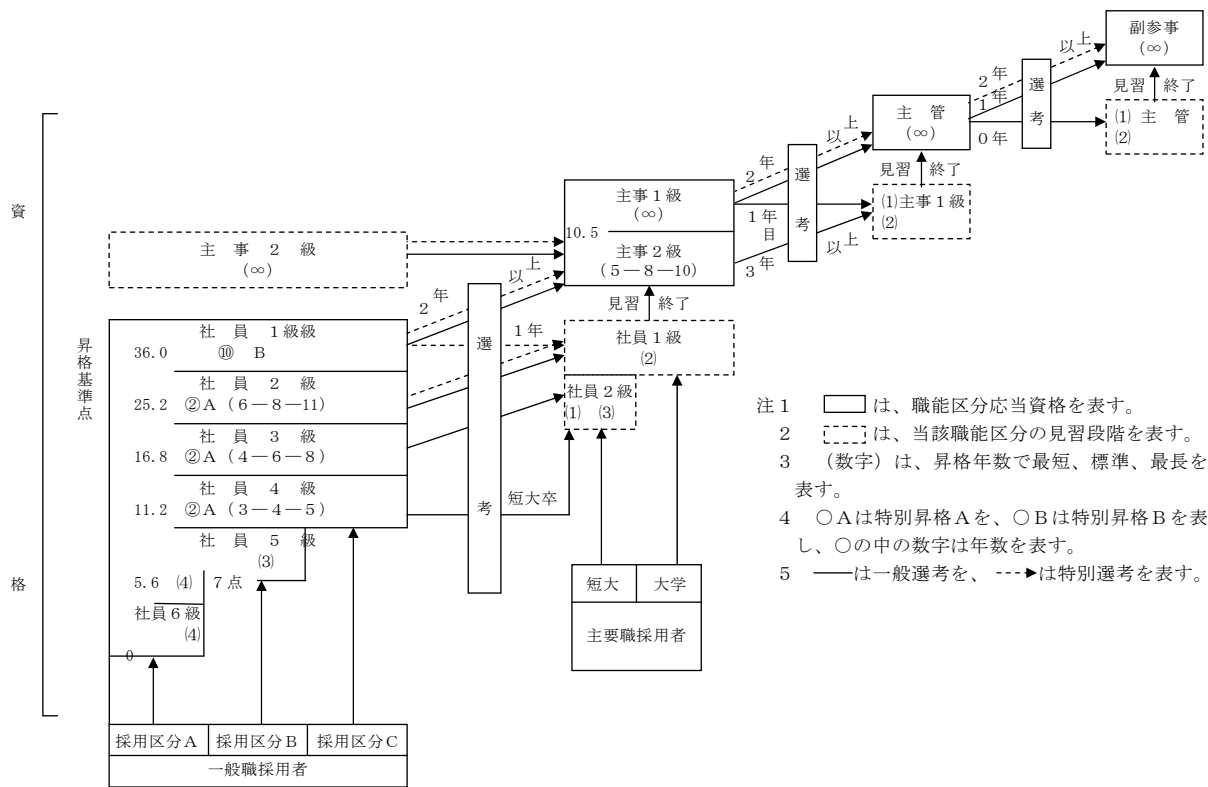 副参事
(∞)
以上
2年
1年
0年
選考
見習 終了
⑴ 主 管
⑵
主 管
(∞)
以上
2年
1年目
3年
以上
選考
見習 終了
⑴主事1級
⑵
主事1級
(∞)
10.5
主事2級
(5－8－10)
見習 終了
資
格
主 事 2 級
(∞)
以上
2年
1年
選
考
社員1級
⑵
社員2級
⑴ ⑶
短大卒
昇格基準点
社 員 1級級
36.0 ⑩ B
社 員 2 級
25.2 ②A (6－8－11)
社 員 3 級
16.8 ②A (4－6－8)
社 員 4 級
11.2 ②A (3－4－5)
社 員 5 級
⑶
5.6 ⑷ 7点
社員6級
⑷
0
短大 大学
主要職採用者
採用区分A 採用区分B 採用区分C
一般職採用者
注1 は、職能区分応当資格を表す。
2 は、当該職能区分の見習段階を表す。
3 (数字)は、昇格年数で最短、標準、最長を
表す。
4 ○Aは特別昇格Aを、○Bは特別昇格Bを表
し、○の中の数字は年数を表す。
5 ――は一般選考を、 は特別選考を表す。